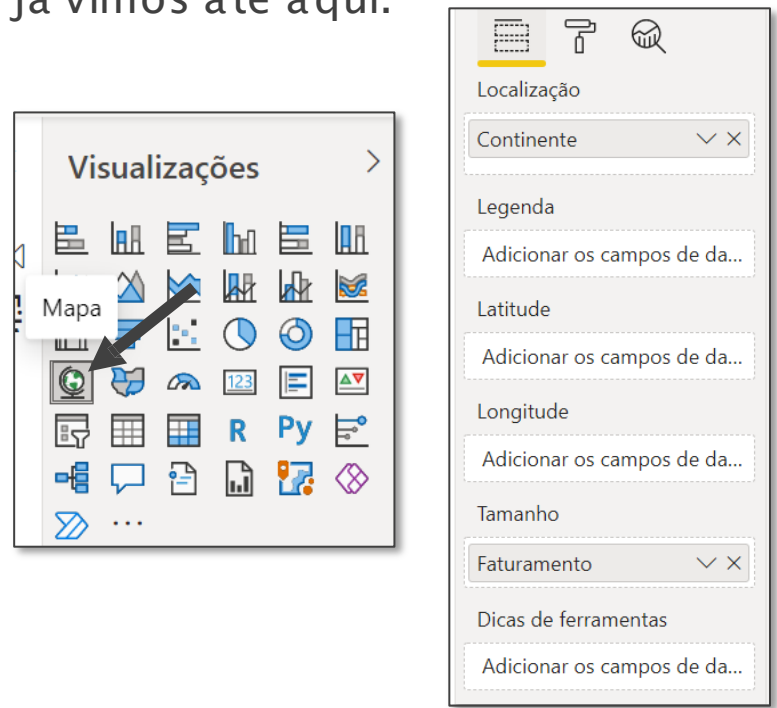 já vimos até aqui.
Visualizações
Mapa
123
R
Py
...
Localização
Continente
Legenda
Adicionar os campos de da...
Latitude
Adicionar os campos de da...
Longitude
Adicionar os campos de da...
Tamanho
Faturamento
Dicas de ferramentas
Adicionar os campos de da...